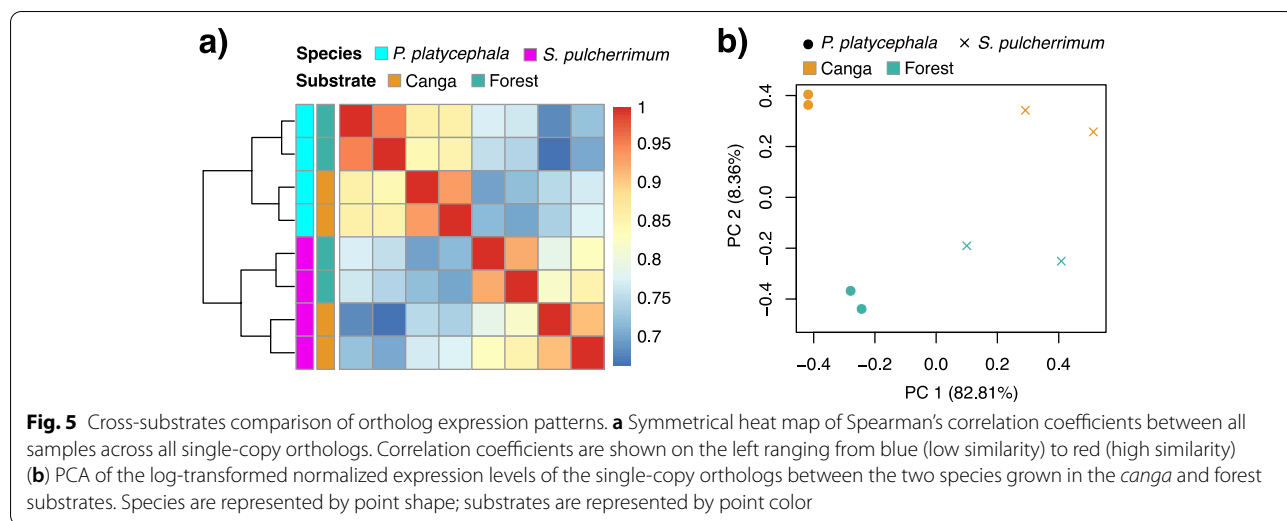 a)
Species P. platycephala S. pulcherrimum
Substrate Canga Forest
1
0.95
0.9
0.85
0.8
0.75
0.7
b)
P. platycephala × S. pulcherrimum
Canga Forest
PC 2 (8.36%)
0.4
0.2
0.0
−0.2
−0.4
−0.4 −0.2 0.0 0.2 0.4
PC 1 (82.81%)
Fig. 5 Cross-substrates comparison of ortholog expression patterns. a Symmetrical heat map of Spearman's correlation coefficients between all
samples across all single-copy orthologs. Correlation coefficients are shown on the left ranging from blue (low similarity) to red (high similarity)
(b) PCA of the log-transformed normalized expression levels of the single-copy orthologs between the two species grown in the canga and forest
substrates. Species are represented by point shape; substrates are represented by point color